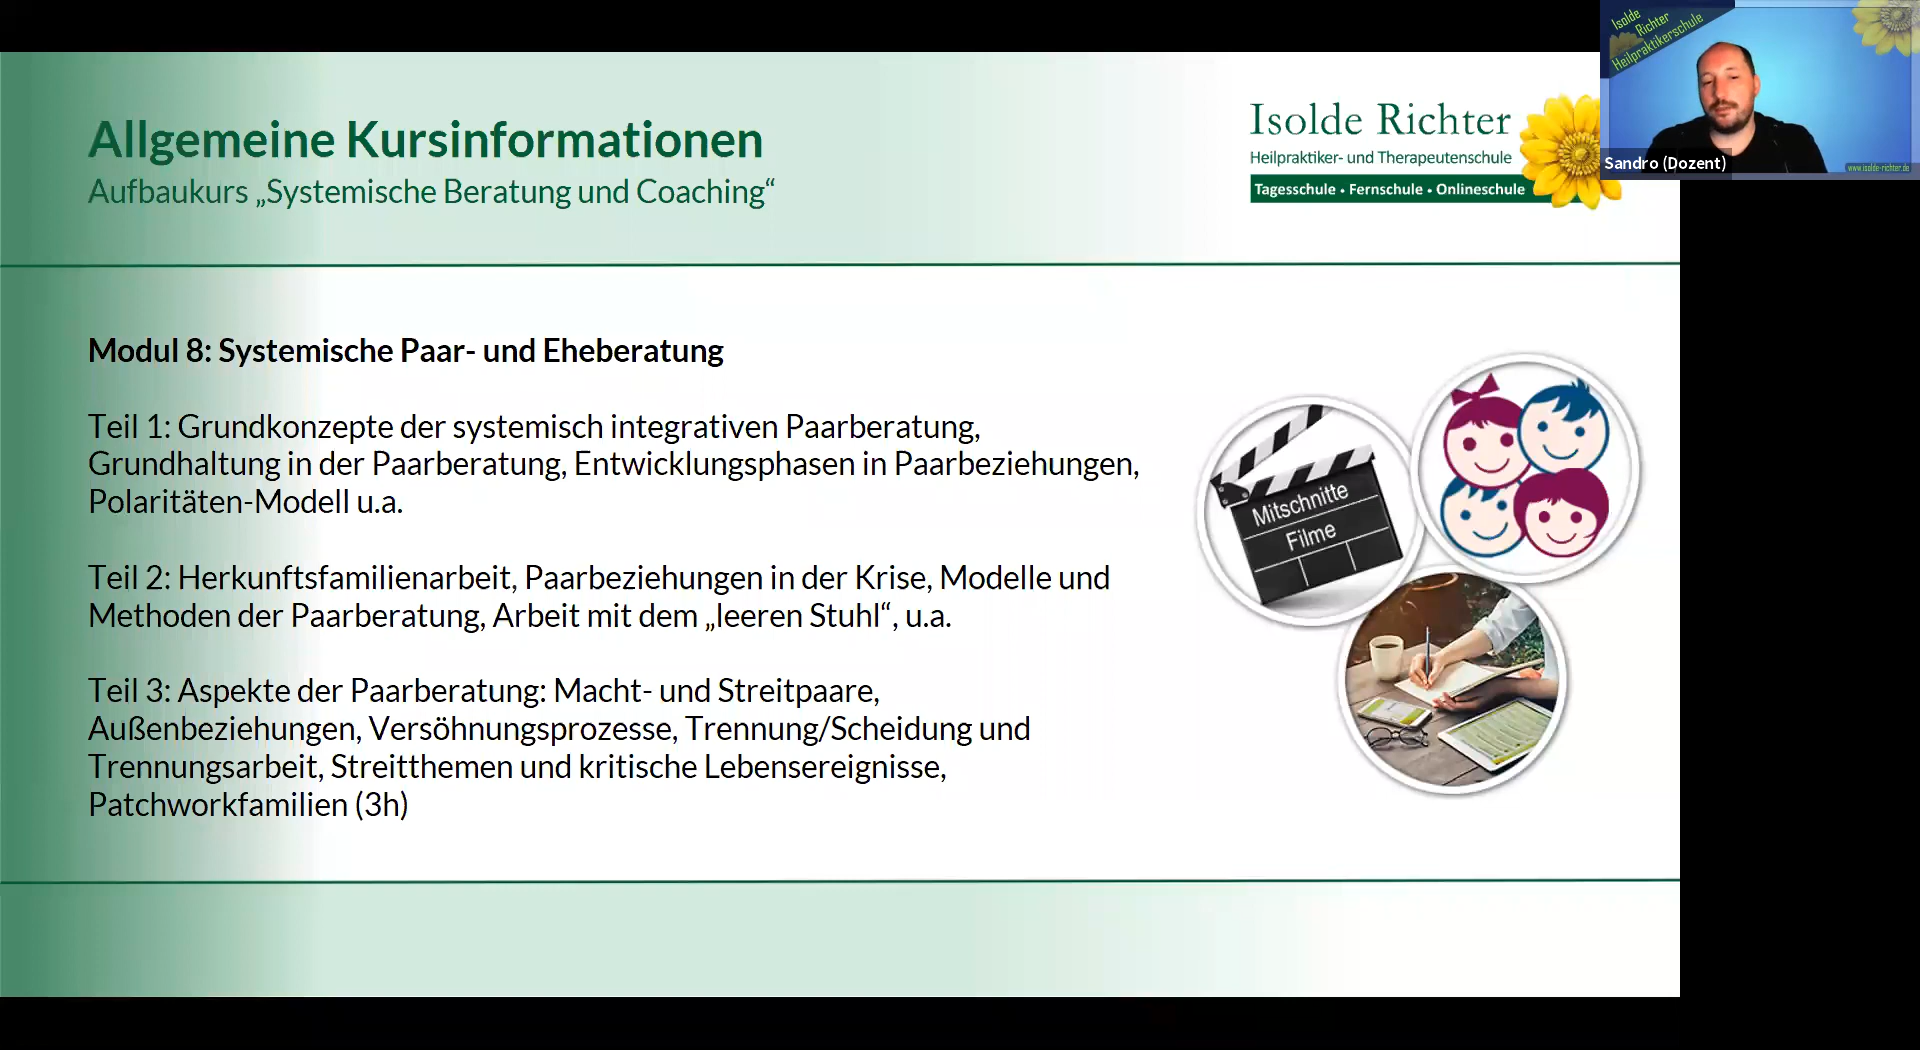 Allgemeine Kursinformationen
Aufbaukurs „Systemische Beratung und Coaching“
Isolde Richter
Heilpraktiker- und Therapeutenschule
Tagesschule • Fernschule • Onlineschule
Isolde
Richter
Heilpraktikerschule
Sandro (Dozent)
www.isolde-richter.de
Modul 8: Systemische Paar- und Eheberatung
Teil 1: Grundkonzepte der systemisch integrativen Paarberatung,
Grundhaltung in der Paarberatung, Entwicklungsphasen in Paarbeziehungen,
Polaritäten-Modell u.a.
Teil 2: Herkunftsfamilienarbeit, Paarbeziehungen in der Krise, Modelle und
Methoden der Paarberatung, Arbeit mit dem „leeren Stuhl“, u.a.
Teil 3: Aspekte der Paarberatung: Macht- und Streitpaare,
Außenbeziehungen, Versöhnungsprozesse, Trennung/Scheidung und
Trennungsarbeit, Streitthemen und kritische Lebensereignisse,
Patchworkfamilien (3h)
Mitschnitte
Filme